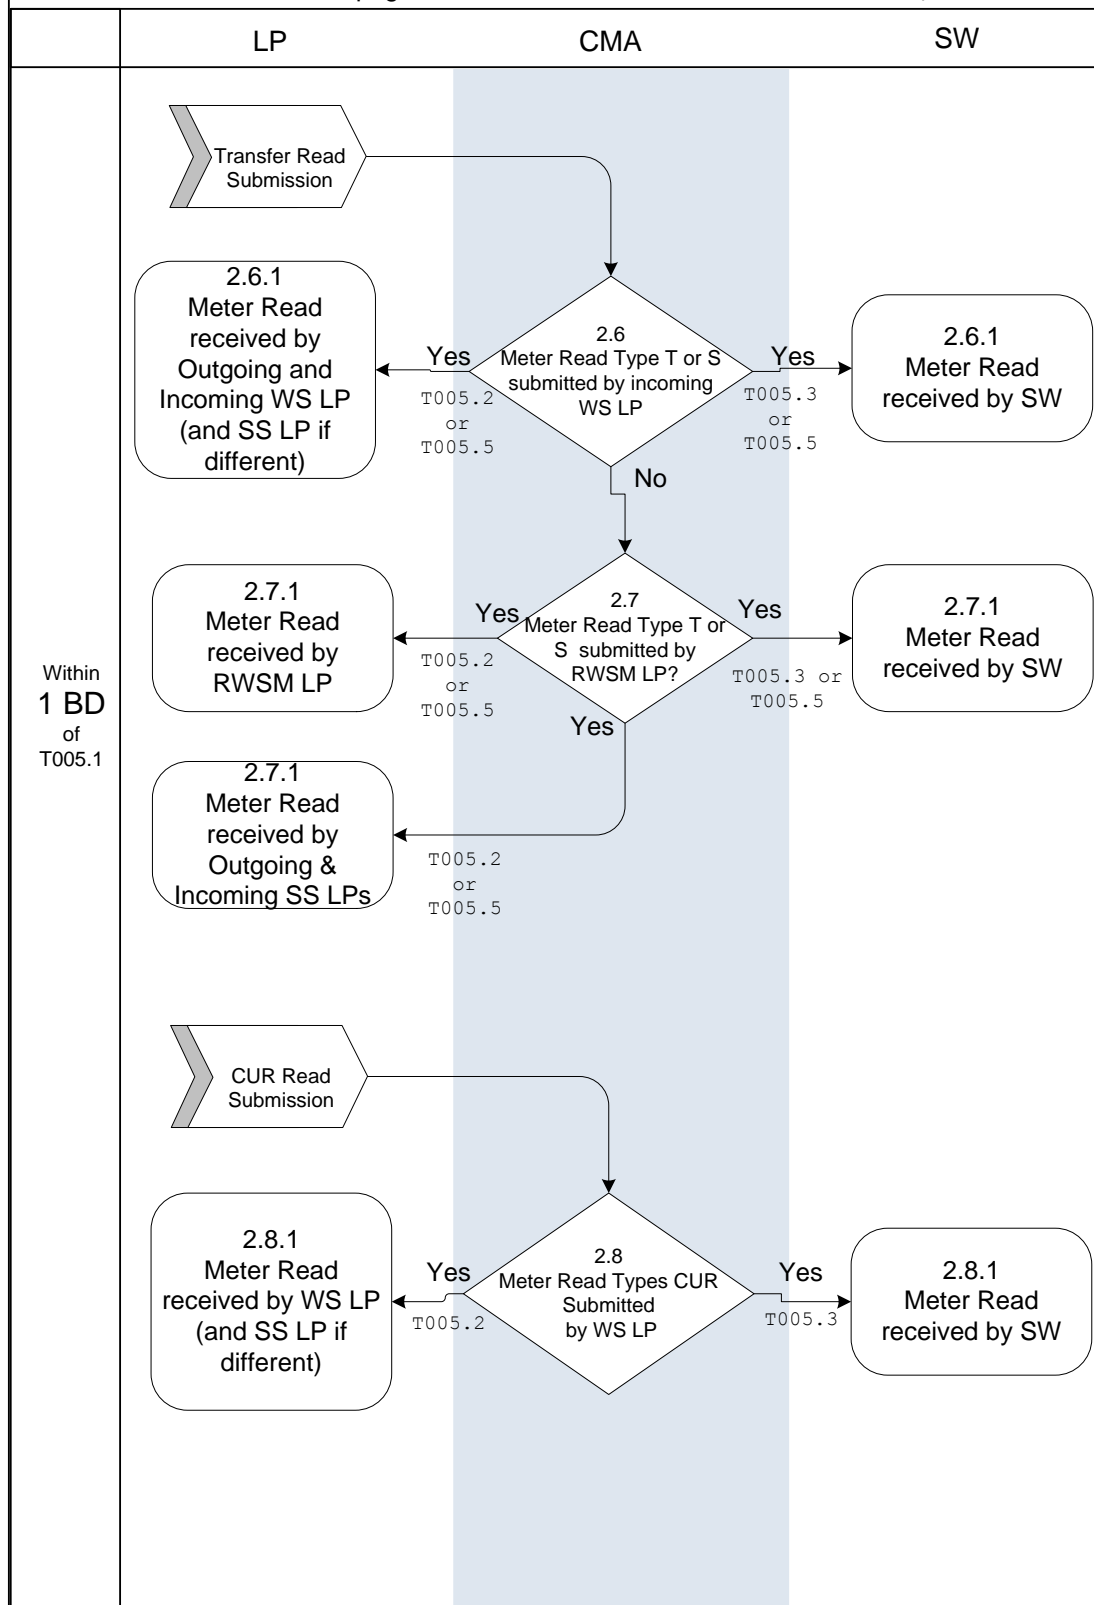 LP
CMA
SW
Transfer Read
Submission
2.6.1
Meter Read
received by
Outgoing and
Incoming WS LP
(and SS LP if
different)
Yes
T005.2
or
T005.5
2.6
Meter Read Type T or S
submitted by incoming
WS LP
Yes
T005.3
or
T005.5
2.6.1
Meter Read
received by SW
No
Within
1 BD
of
T005.1
2.7.1
Meter Read
received by
RWSM LP
Yes
T005.2
or
T005.5
2.7
Meter Read Type T or
S submitted by
RWSM LP?
Yes
T005.3 or
T005.5
2.7.1
Meter Read
received by SW
Yes
2.7.1
Meter Read
received by
Outgoing &
Incoming SS LPs
T005.2
or
T005.5
CUR Read
Submission
2.8.1
Meter Read
received by WS LP
(and SS LP if
different)
Yes
T005.2
2.8
Meter Read Types CUR
Submitted
by WS LP
Yes
T005.3
2.8.1
Meter Read
received by SW